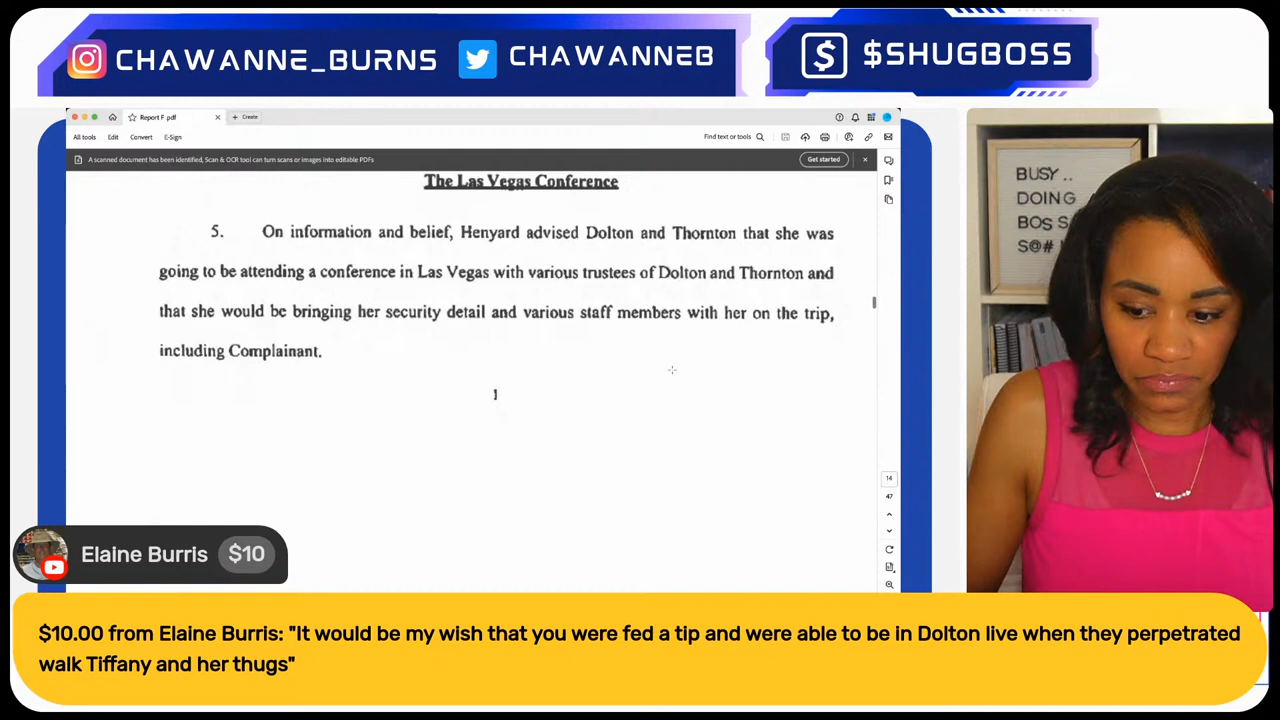 CHAWANNE_BURNS
CHAWANNEB
$SHUGBOSS
Report F.pdf
Create
All tools
Edit
Convert
E-Sign
Find text or tools
A scanned document has been identified, Scan & OCR tool can turn scans or images into editable PDFs
Get started
The Las Vegas Conference
5. On information and belief, Henyard advised Dolton and Thornton that she was
going to be attending a conference in Las Vegas with various trustees of Dolton and Thornton and
that she would be bringing her security detail and various staff members with her on the trip,
including Complainant.
1
14
47
BUSY ..
DOING
BOS S
S@#
Elaine Burris $10
$10.00 from Elaine Burris: "It would be my wish that you were fed a tip and were able to be in Dolton live when they perpetrated
walk Tiffany and her thugs"